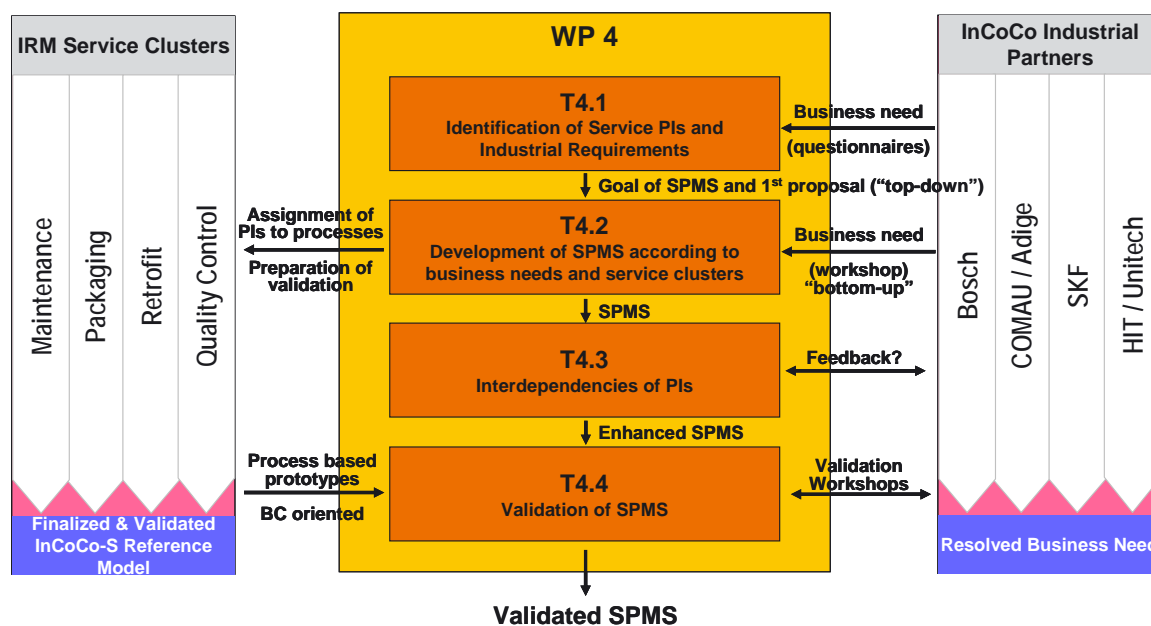 IRM Service Clusters
Maintenance
Packaging
Retrofit
Quality Control
Finalized & Validated
InCoCo-S Reference
Model
Assignment of
PIs to processes
Preparation of
validation
Process based
prototypes
BC oriented
WP 4
T4.1
Identification of Service PIs and
Industrial Requirements
Goal of SPMS and 1st proposal (“top-down”)
T4.2
Development of SPMS according to
business needs and service clusters
SPMS
T4.3
Interdependencies of PIs
Enhanced SPMS
T4.4
Validation of SPMS
Validated SPMS
Business need
(questionnaires)
Business need
(workshop)
“bottom-up”
Feedback?
Validation
Workshops
InCoCo Industrial
Partners
Bosch
COMAU / Adige
SKF
HIT / Unitech
Resolved Business Need